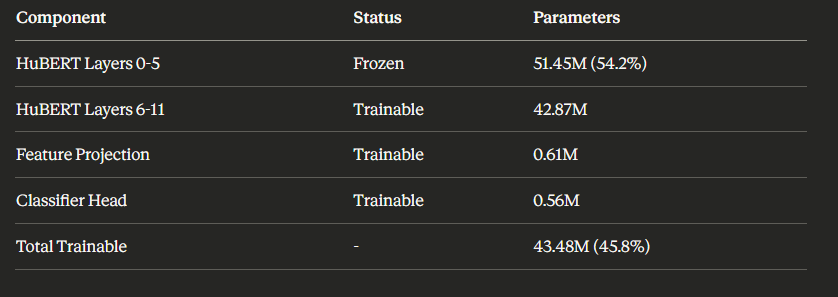 Component Status Parameters
HuBERT Layers 0-5 Frozen 51.45M (54.2%)
HuBERT Layers 6-11 Trainable 42.87M
Feature Projection Trainable 0.61M
Classifier Head Trainable 0.56M
Total Trainable - 43.48M (45.8%)